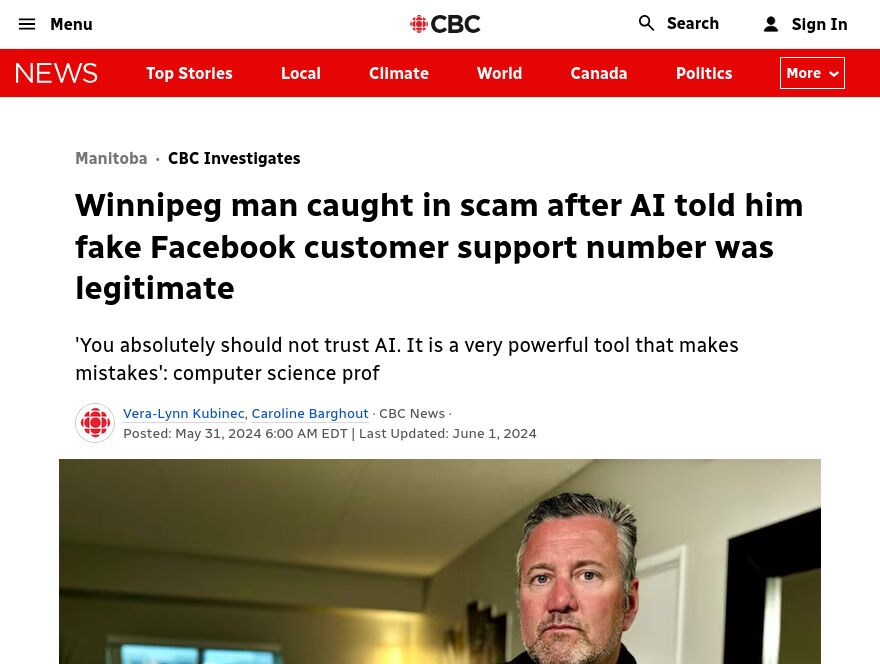 Menu
CBC
Search
Sign In
NEWS
Top Stories
Local
Climate
World
Canada
Politics
More
Manitoba · CBC Investigates
Winnipeg man caught in scam after AI told him
fake Facebook customer support number was
legitimate
'You absolutely should not trust AI. It is a very powerful tool that makes
mistakes': computer science prof
Vera-Lynn Kubinec, Caroline Barghout · CBC News ·
Posted: May 31, 2024 6:00 AM EDT | Last Updated: June 1, 2024